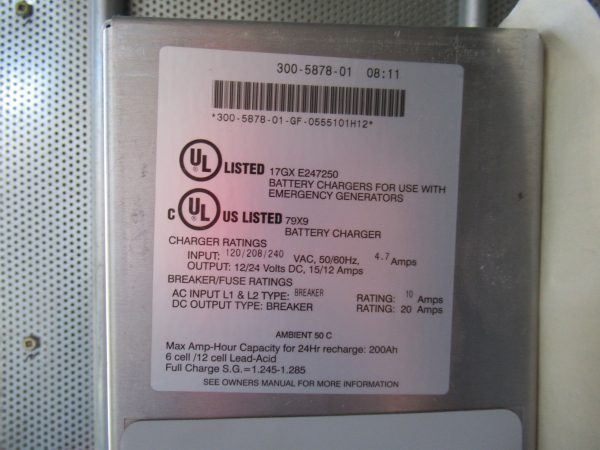 300-5878-01 08:11
*300-5878-01-GF-0555101H12*
UL LISTED 17GX E247250
BATTERY CHARGERS FOR USE WITH
EMERGENCY GENERATORS
C UL US LISTED 79X9
BATTERY CHARGER
CHARGER RATINGS
INPUT: 120/208/240 VAC, 50/60Hz, 4.7 Amps
OUTPUT: 12/24 Volts DC, 15/12 Amps
BREAKER/FUSE RATINGS
AC INPUT L1 & L2 TYPE: BREAKER RATING: 10 Amps
DC OUTPUT TYPE: BREAKER RATING: 20 Amps
AMBIENT 50 C
Max Amp-Hour Capacity for 24Hr recharge: 200Ah
6 cell /12 cell Lead-Acid
Full Charge S.G.=1.245-1.285
SEE OWNERS MANUAL FOR MORE INFORMATION